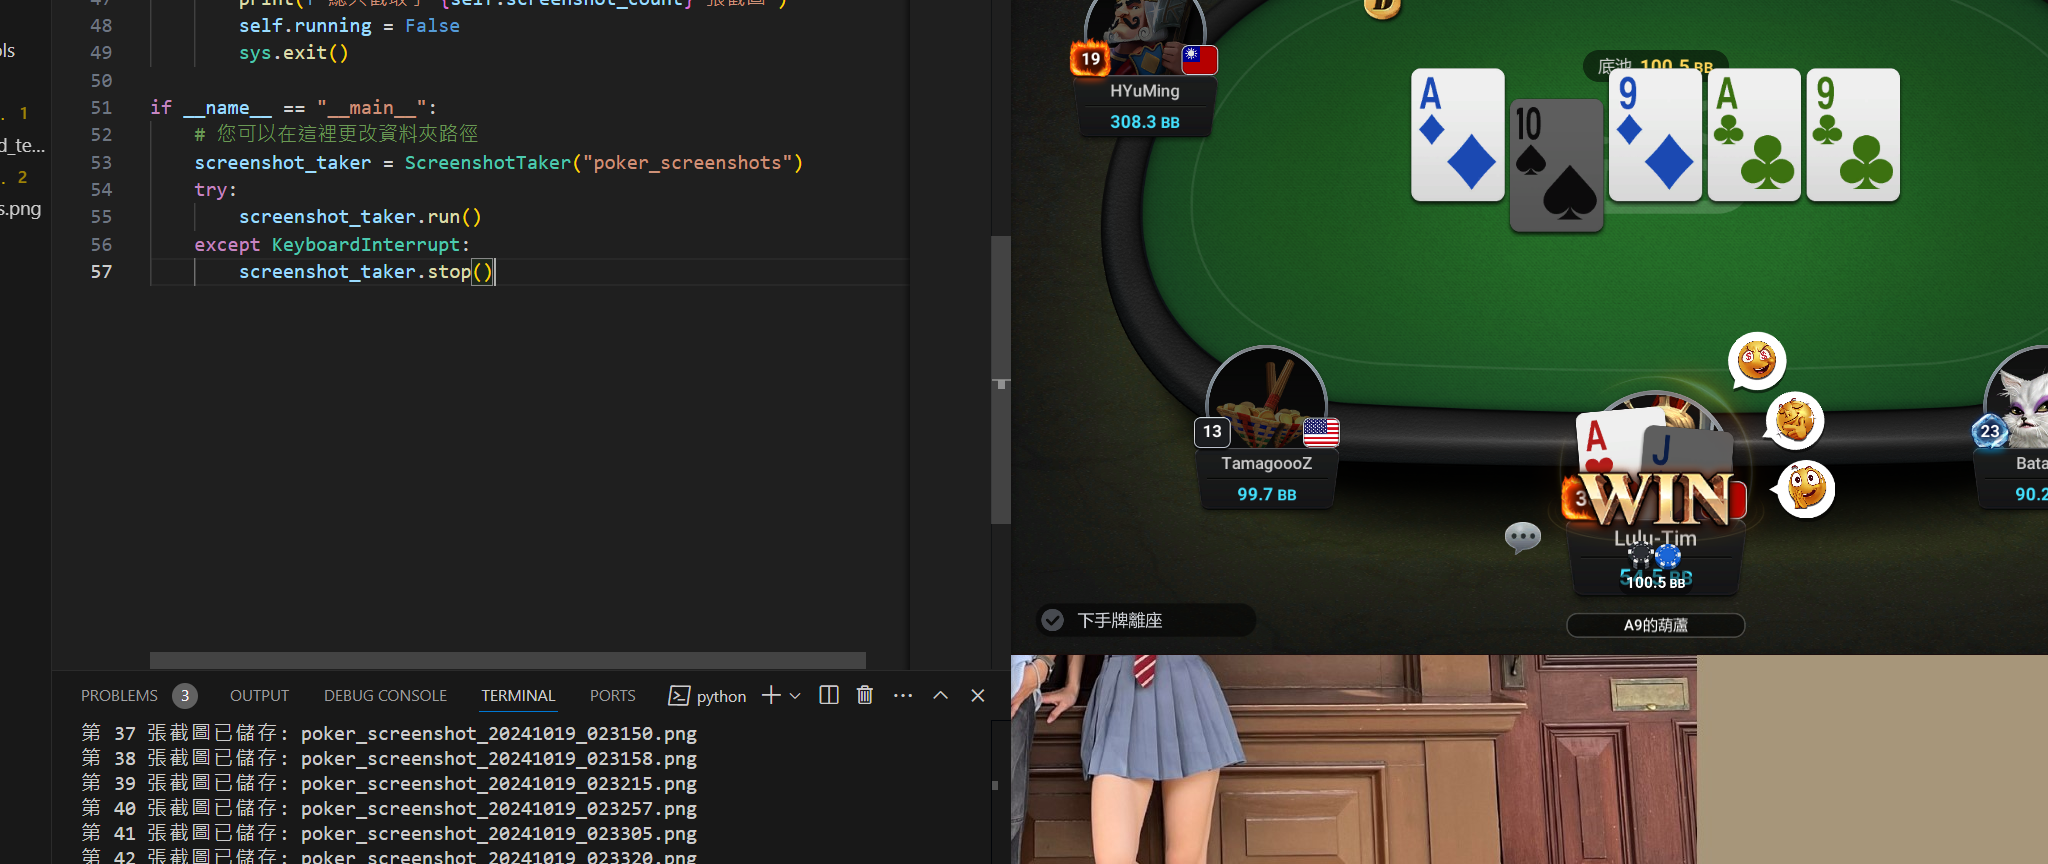 ols
1
d_te...
2
s.png
47
print(f"總共截取了 {self.screenshot_count} 張截圖")
48 self.running = False
49 sys.exit()
50
51 if __name__ == "__main__":
52 # 您可以在這裡更改資料夾路徑
53 screenshot_taker = ScreenshotTaker("poker_screenshots")
54 try:
55 screenshot_taker.run()
56 except KeyboardInterrupt:
57 screenshot_taker.stop()
PROBLEMS 3 OUTPUT DEBUG CONSOLE TERMINAL PORTS python
第 37 張截圖已儲存: poker_screenshot_20241019_023150.png
第 38 張截圖已儲存: poker_screenshot_20241019_023158.png
第 39 張截圖已儲存: poker_screenshot_20241019_023215.png
第 40 張截圖已儲存: poker_screenshot_20241019_023257.png
第 41 張截圖已儲存: poker_screenshot_20241019_023305.png
第 42 張截圖已儲存: poker_screenshot_20241019_023320.png
D
19
HYuMing
308.3 BB
底池 100.5 BB
A 10 9 A 9
13
TamagoooZ
99.7 BB
A J
3
WIN
Lulu-Tim
54.5 BB
100.5 BB
A9的葫蘆
23
Bata
90.2
下手牌離座